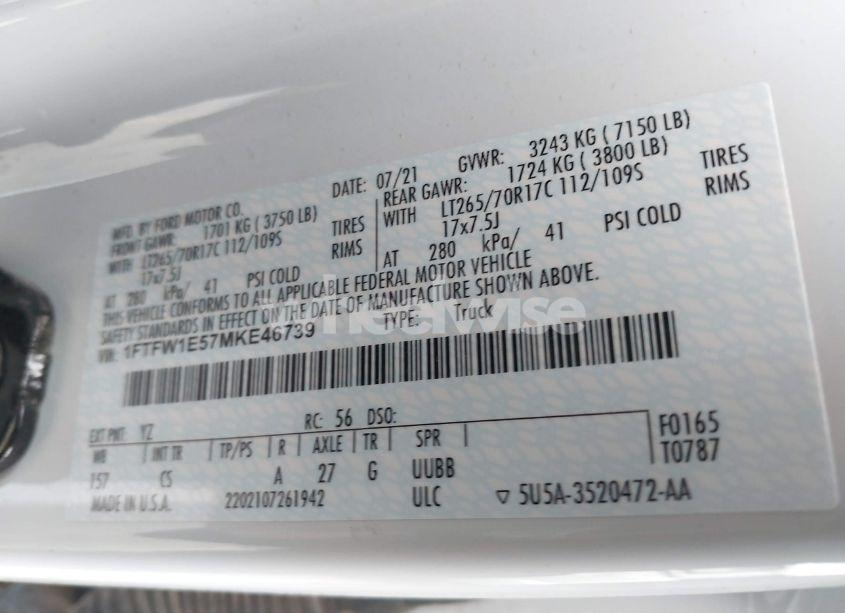 MFD. BY FORD MOTOR CO.
DATE: 07/21
GVWR: 3243 KG ( 7150 LB)
FRONT GAWR: 1701 KG ( 3750 LB)
REAR GAWR: 1724 KG ( 3800 LB)
WITH LT265/70R17C 112/109S TIRES
WITH LT265/70R17C 112/109S TIRES
17x7.5J RIMS
17x7.5J RIMS
AT 280 kPa/ 41 PSI COLD
AT 280 kPa/ 41 PSI COLD
THIS VEHICLE CONFORMS TO ALL APPLICABLE FEDERAL MOTOR VEHICLE
SAFETY STANDARDS IN EFFECT ON THE DATE OF MANUFACTURE SHOWN ABOVE.
VIN: 1FTFW1E57MKE46739
TYPE: Truck
EXT PNT: YZ RC: 56 DSO:
WB INT TR TP/PS R AXLE TR SPR
157 CS A 27 G UUBB
F0165
T0787
MADE IN U.S.A. 2202107261942 ULC 5U5A-3520472-AA